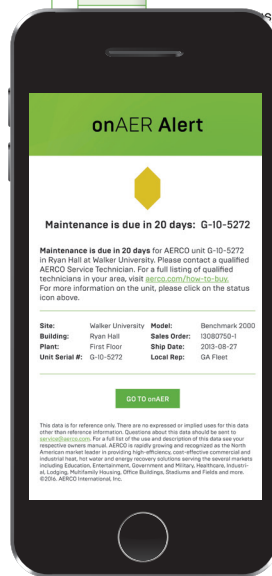 onAER Alert
Maintenance is due in 20 days: G-10-5272
Maintenance is due in 20 days for AERCO unit G-10-5272
in Ryan Hall at Walker University. Please contact a qualified
AERCO Service Technician. For a full listing of qualified
technicians in your area, visit aerco.com/how-to-buy.
For more information on the unit, please click on the status
icon above.
Site: Walker University Model: Benchmark 2000
Building: Ryan Hall Sales Order: 13080750-1
Plant: First Floor Ship Date: 2013-08-27
Unit Serial #: G-10-5272 Local Rep: GA Fleet
GO TO onAER
This data is for reference only. There are no expressed or implied uses for this data
other then reference information. Questions about this data should be sent to
service@aerco.com. For a full list of the use and description of this data see your
respective owners manual. AERCO is rapidly growing and recognized as the North
American market leader in providing high-efficiency, cost-effective commercial and
industrial heat, hot water and energy recovery solutions serving the several markets
including Education, Entertainment, Government and Military, Healthcare, Industri-
al, Lodging, Multifamily Housing, Office Buildings, Stadiums and Fields and more.
©2016. AERCO International, Inc.